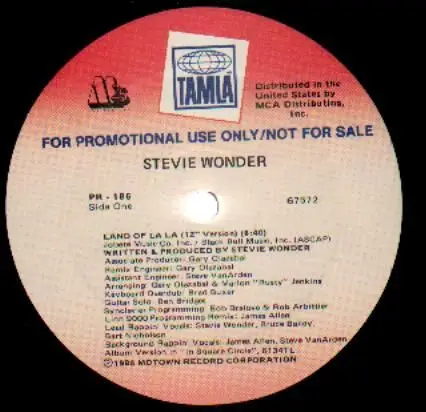 TAMLA
Distributed in the
United States by
MCA Distributing,
Inc.
FOR PROMOTIONAL USE ONLY/NOT FOR SALE
STEVIE WONDER
PR - 186
67572
Side One
LAND OF LA LA (12" Version) (6:40)
Jobete Music Co. Inc. / Black Bull Music, Inc. (ASCAP)
WRITTEN & PRODUCED BY STEVIE WONDER
Associate Producer: Gary Olazabal
Remix Engineer: Gary Olazabal
Assistant Engineer: Steve VanArden
Arranging: Gary Olazabal & Marlon "Rusty" Jenkins
Keyboard Overdub: Brad Buxer
Guitar Solo: Ben Bridges
Synclavier Programming: Bob Bralove & Rob Arbittier
Linn 9000 Programming Remix: James Allen
Lead Rappin' Vocals: Stevie Wonder, Bruce Bailey,
Bart Nicholson
Background Rappin' Vocals: James Allen, Steve VanArden
Album Version in "In Square Circle", 6134TL
Ⓟ1986 MOTOWN RECORD CORPORATION